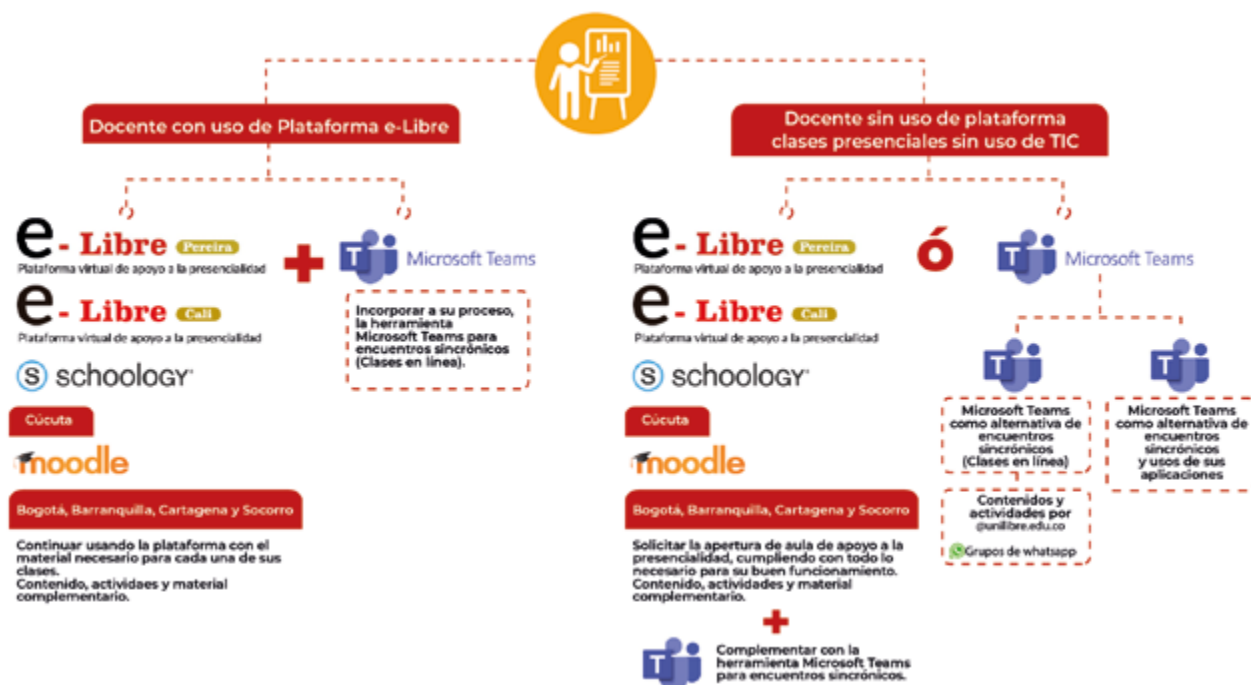 Docente con uso de Plataforma e-Libre
e - Libre Pereira
Plataforma virtual de apoyo a la presencialidad
e - Libre Cali
Plataforma virtual de apoyo a la presencialidad
S schoology
Cúcuta
moodle
Bogotá, Barranquilla, Cartagena y Socorro
Continuar usando la plataforma con el
material necesario para cada una de sus
clases.
Contenido, actividaes y material
complementario.
+
T Microsoft Teams
Incorporar a su proceso,
la herramienta
Microsoft Teams para
encuentros sincrónicos
(Clases en línea).
Docente sin uso de plataforma
clases presenciales sin uso de TIC
e - Libre Pereira
Plataforma virtual de apoyo a la presencialidad
e - Libre Cali
Plataforma virtual de apoyo a la presencialidad
S schoology
Cúcuta
moodle
Bogotá, Barranquilla, Cartagena y Socorro
Solicitar la apertura de aula de apoyo a la
presencialidad, cumpliendo con todo lo
necesario para su buen funcionamiento.
Contenido, actividades y material
complementario.
+
T
Complementar con la
herramienta Microsoft Teams
para encuentros sincrónicos.
ó
T Microsoft Teams
T
Microsoft Teams
como alternativa de
encuentros
sincrónicos
(Clases en línea)
Contenidos y
actividades por
@unilibre.edu.co
Grupos de whatsapp
T
Microsoft Teams
como alternativa de
encuentros
sincrónicos
y usos de sus
aplicaciones